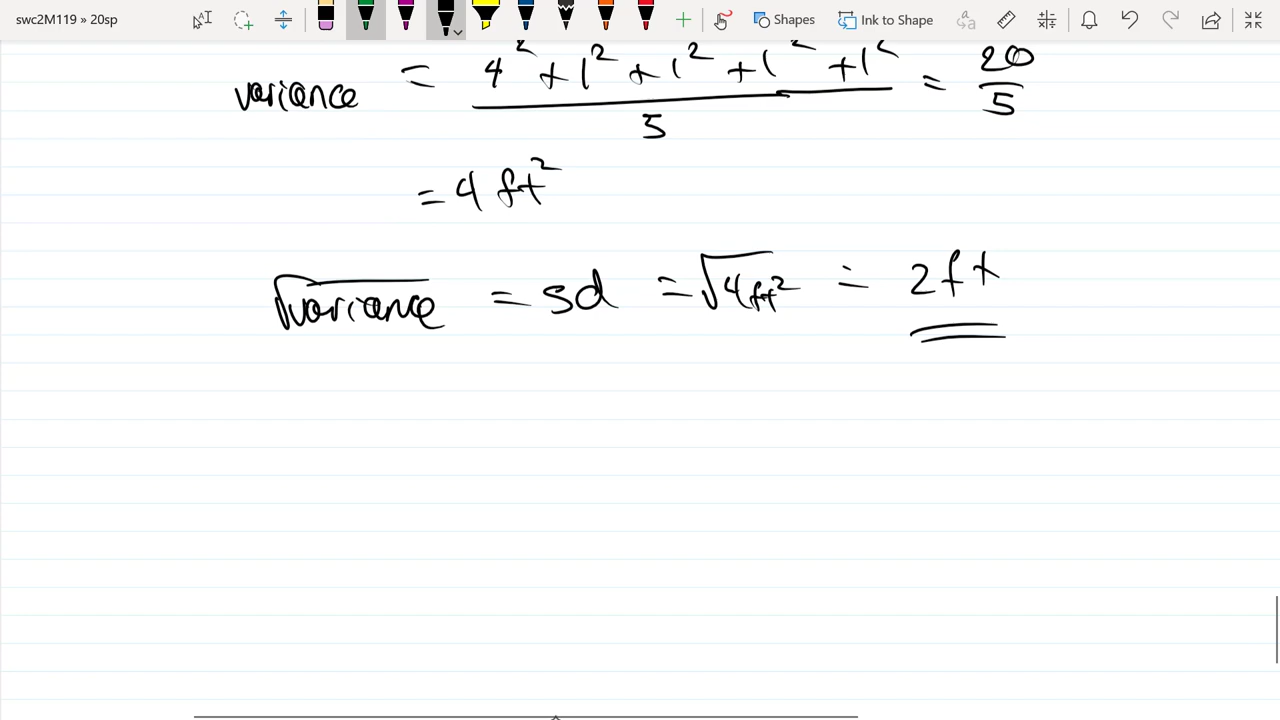 swc2M119 » 20sp Shapes Ink to Shape
variance = 4² + 1² + 1² + 1² + 1² / 5 = 20 / 5
= 4 ft²
√variance = sd = √4ft² = 2ft